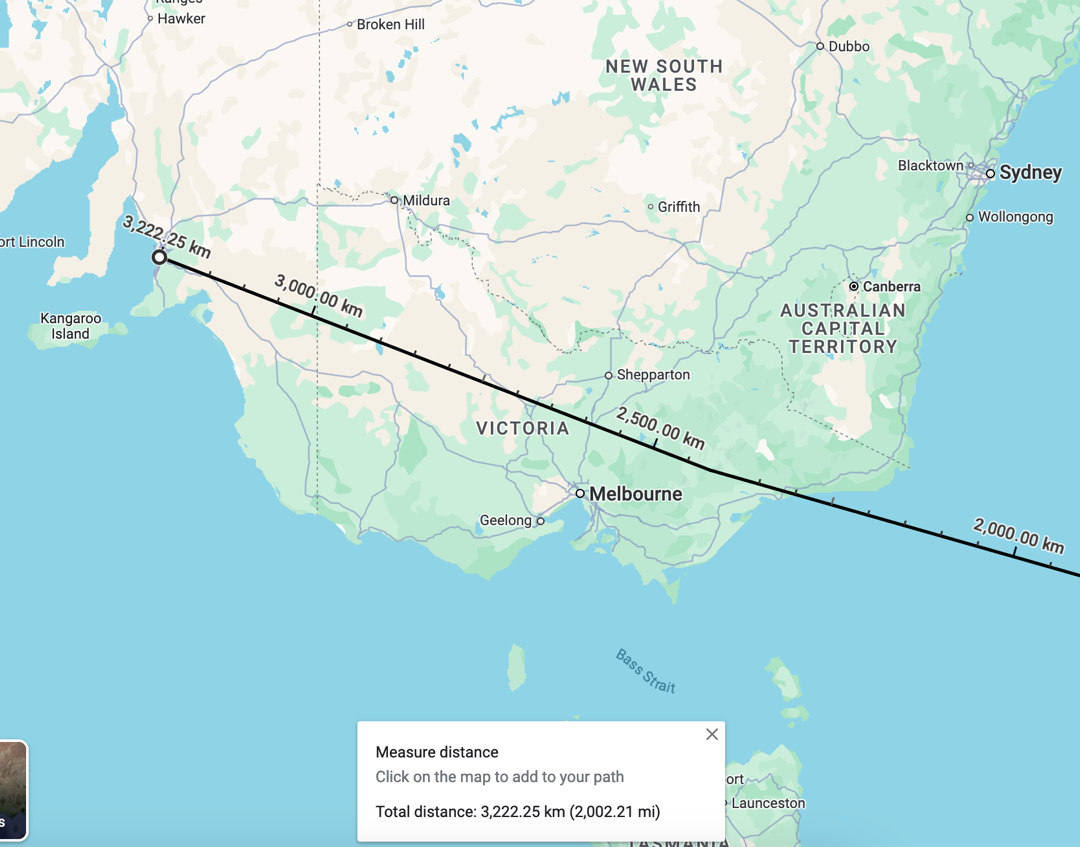 Ranges
Hawker
Broken Hill
Dubbo
NEW SOUTH
WALES
Blacktown
Sydney
Mildura
Griffith
Wollongong
ort Lincoln
3,222.25 km
3,000.00 km
Canberra
Kangaroo
Island
AUSTRALIAN
CAPITAL
TERRITORY
Shepparton
2,500.00 km
VICTORIA
Melbourne
Geelong
2,000.00 km
Bass Strait
Measure distance
Click on the map to add to your path
Total distance: 3,222.25 km (2,002.21 mi)
ort
Launceston
s
TASMANIA